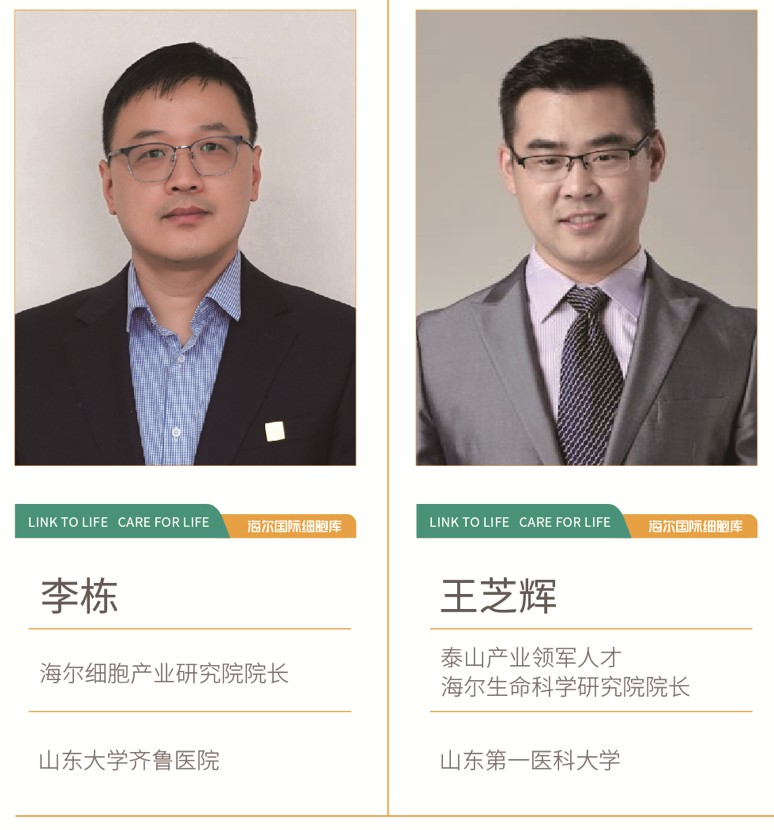 LINK TO LIFE CARE FOR LIFE
海尔国际细胞库
李栋
海尔细胞产业研究院院长
山东大学齐鲁医院
LINK TO LIFE CARE FOR LIFE
海尔国际细胞库
王芝辉
泰山产业领军人才
海尔生命科学研究院院长
山东第一医科大学